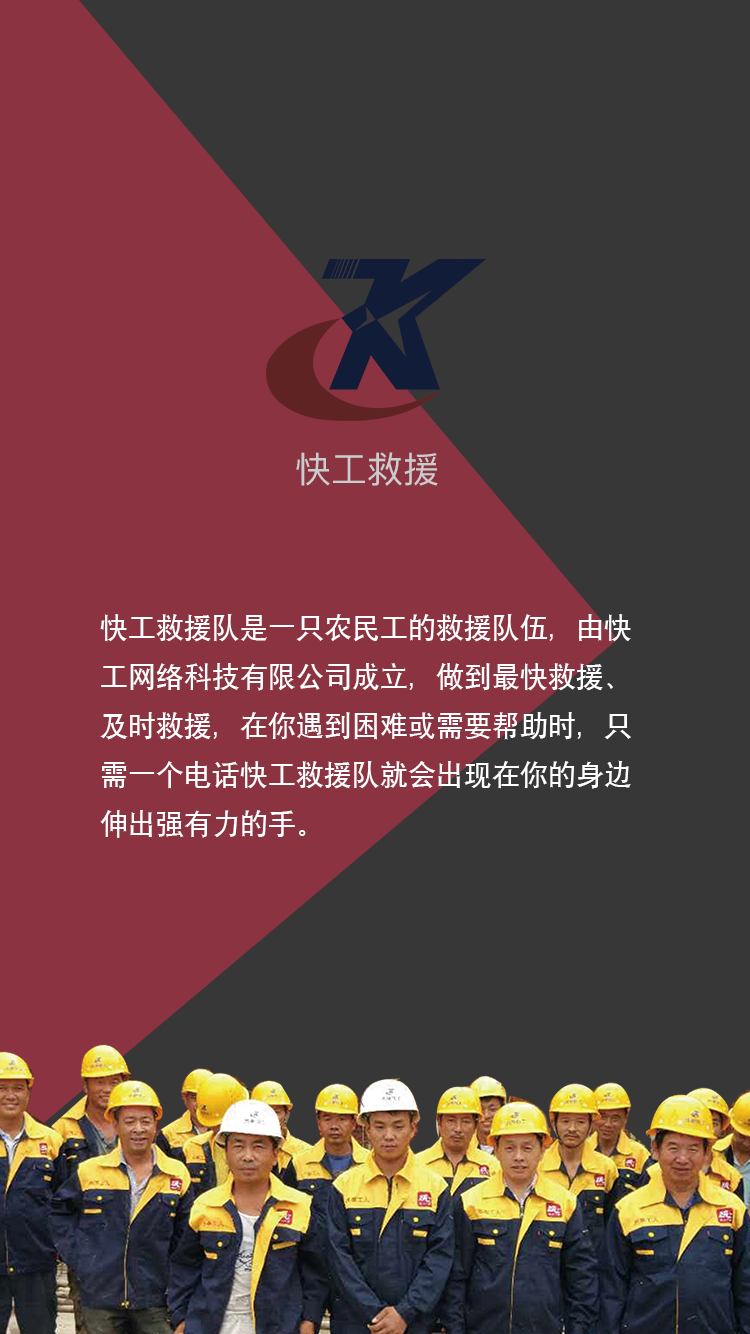 快工救援
快工救援队是一只农民工的救援队伍, 由快
工网络科技有限公司成立, 做到最快救援、
及时救援, 在你遇到困难或需要帮助时, 只
需一个电话快工救援队就会出现在你的身边
伸出强有力的手。